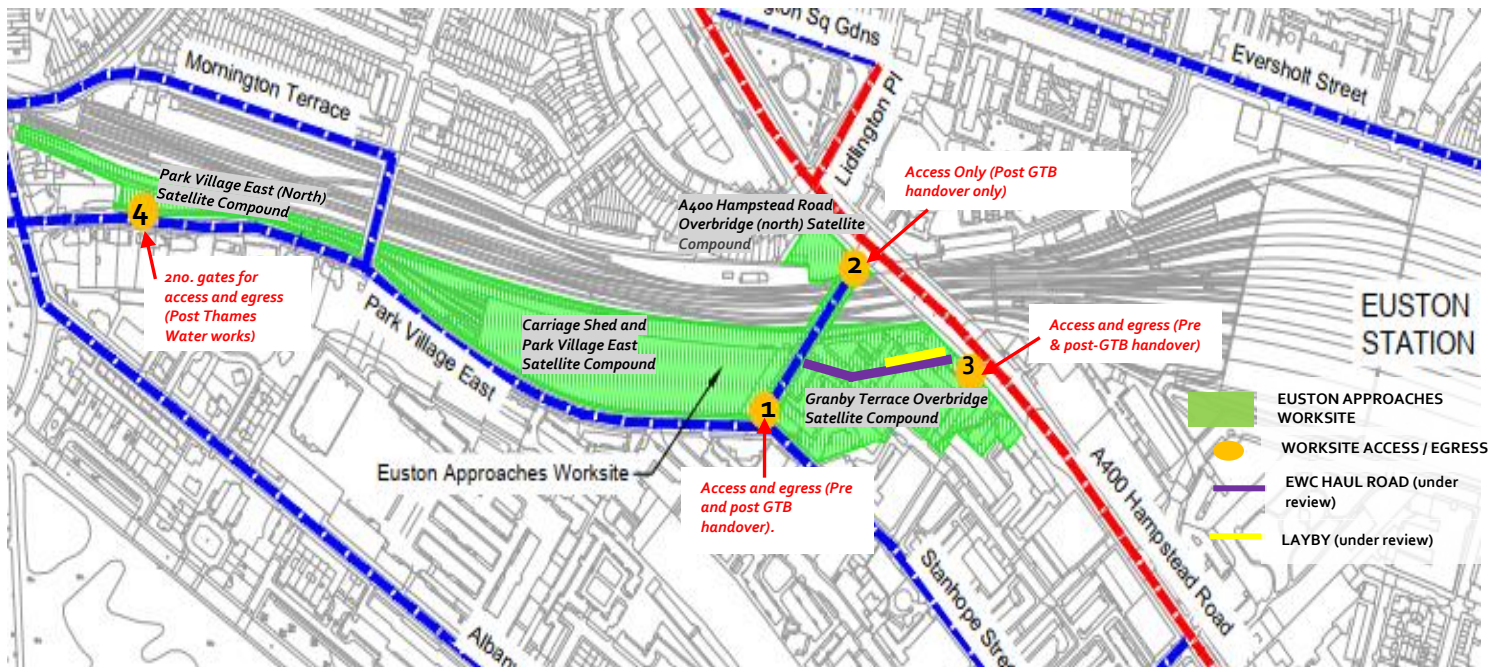 gton Sq Gdns
Eversholt Street
Mornington Terrace
Lidlington Pl
Access Only (Post GTB
handover only)
Park Village East (North)
Satellite Compound
A400 Hampstead Road
Overbridge (north) Satellite
Compound
4
2
2no. gates for
access and egress
(Post Thames
Water works)
EUSTON
STATION
Park Village East
Carriage Shed and
Park Village East
Satellite Compound
Access and egress (Pre
& post-GTB handover)
3
1
Granby Terrace Overbridge
Satellite Compound
EUSTON APPROACHES
WORKSITE
WORKSITE ACCESS / EGRESS
EWC HAUL ROAD (under
review)
LAYBY (under review)
Euston Approaches Worksite
Access and egress (Pre
and post GTB
handover).
A400 Hampstead Road
Stanhope Stree
Alban